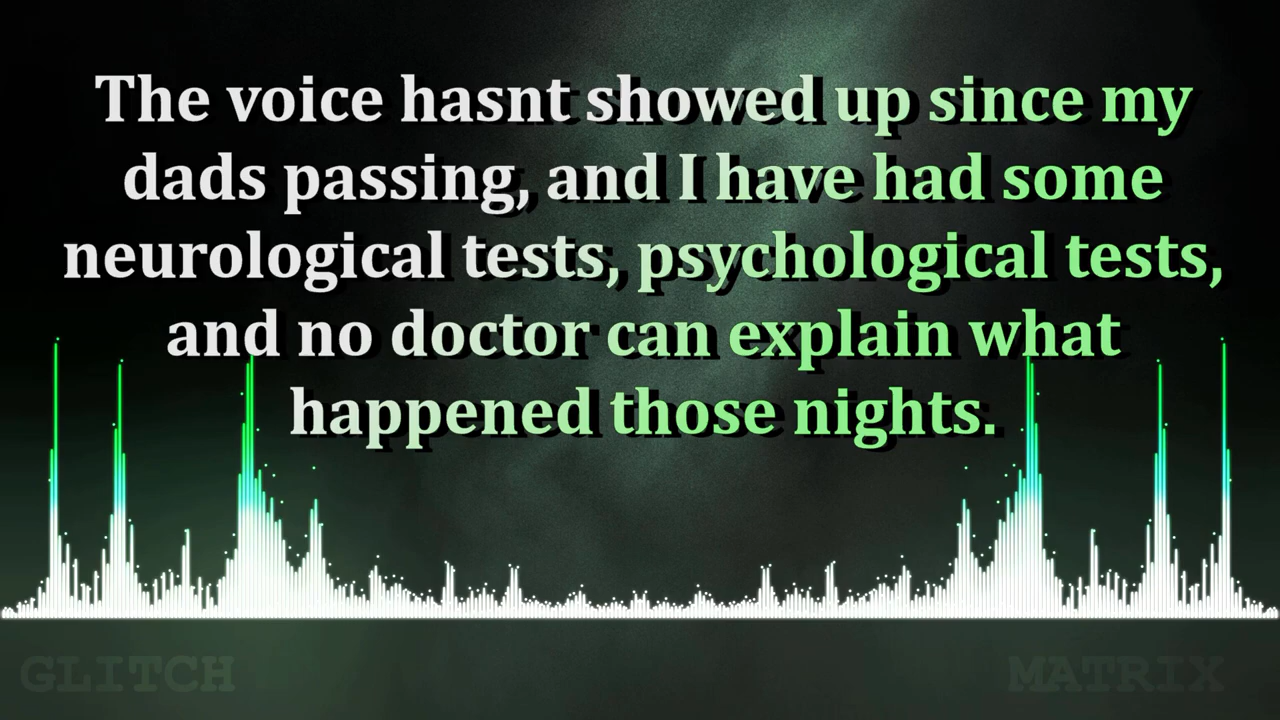 The voice hasnt showed up since my
dads passing, and I have had some
neurological tests, psychological tests,
and no doctor can explain what
happened those nights.
GLITCH MATRIX